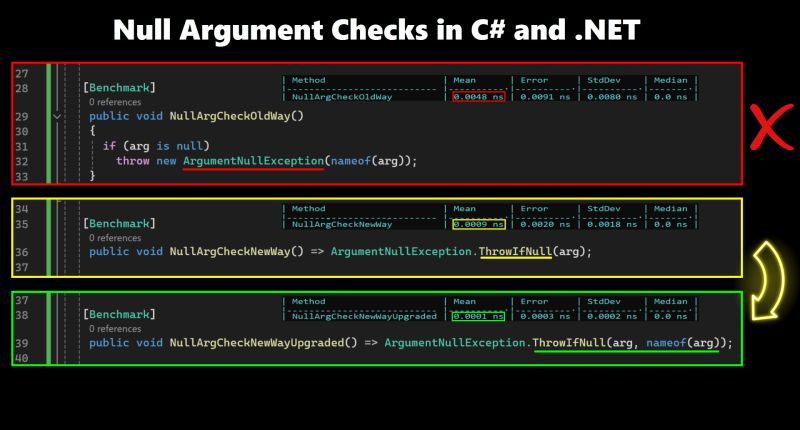 Null Argument Checks in C# and .NET
27
| Method | Mean | Error | StdDev | Median |
28 [Benchmark]
| NullArgCheckOldWay | 0.0048 ns | 0.0091 ns | 0.0080 ns | 0.0 ns |
0 references
29 public void NullArgCheckOldWay()
30 {
31 if (arg is null)
32 throw new ArgumentNullException(nameof(arg));
33 }
34
| Method | Mean | Error | StdDev | Median |
35 [Benchmark]
| NullArgCheckNewWay | 0.0009 ns | 0.0020 ns | 0.0018 ns | 0.0 ns |
0 references
36 public void NullArgCheckNewWay() => ArgumentNullException.ThrowIfNull(arg);
37
37
| Method | Mean | Error | StdDev | Median |
38 [Benchmark]
| NullArgCheckNewWayUpgraded | 0.0001 ns | 0.0003 ns | 0.0002 ns | 0.0 ns |
0 references
39 public void NullArgCheckNewWayUpgraded() => ArgumentNullException.ThrowIfNull(arg, nameof(arg));
40